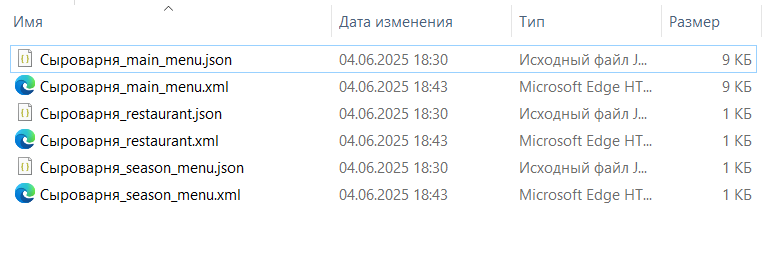 Имя Дата изменения Тип Размер
Сыроварня_main_menu.json 04.06.2025 18:30 Исходный файл J... 9 КБ
Сыроварня_main_menu.xml 04.06.2025 18:43 Microsoft Edge HT... 9 КБ
Сыроварня_restaurant.json 04.06.2025 18:30 Исходный файл J... 1 КБ
Сыроварня_restaurant.xml 04.06.2025 18:43 Microsoft Edge HT... 1 КБ
Сыроварня_season_menu.json 04.06.2025 18:30 Исходный файл J... 1 КБ
Сыроварня_season_menu.xml 04.06.2025 18:43 Microsoft Edge HT... 1 КБ